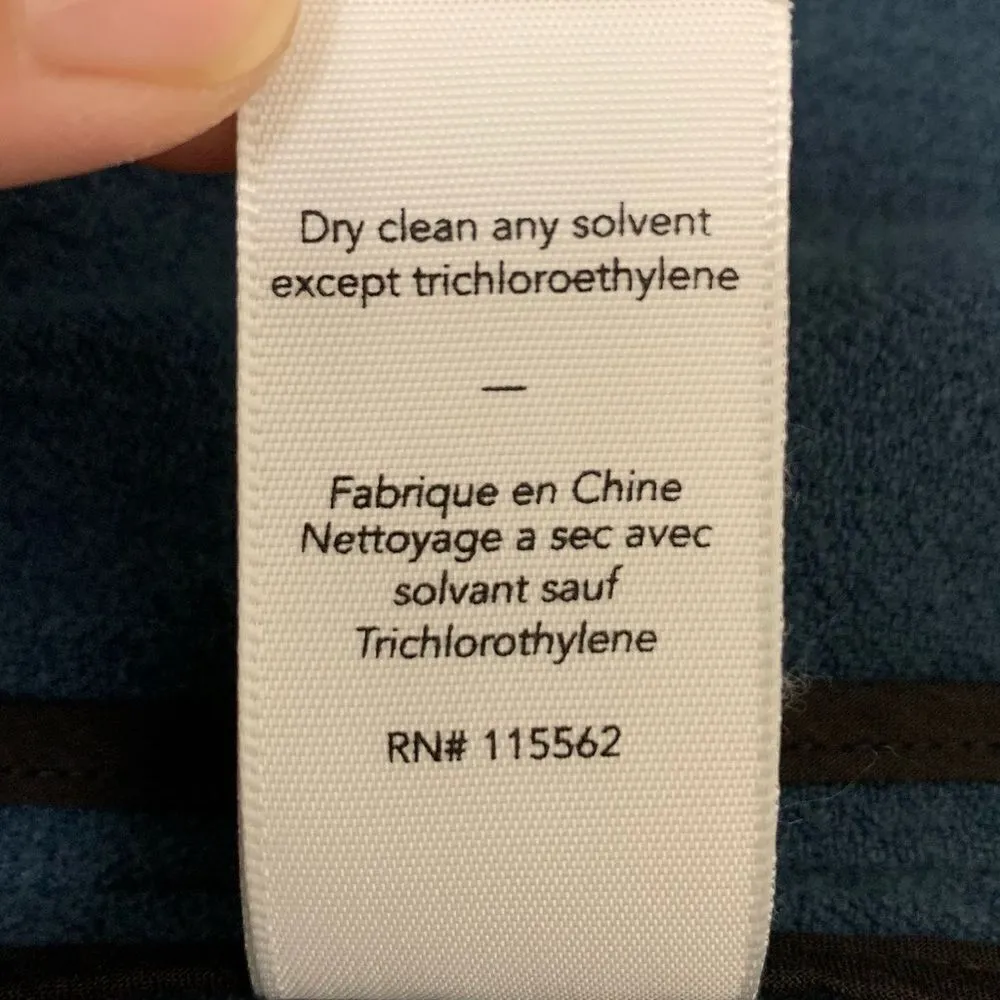 Dry clean any solvent
except trichloroethylene
—
Fabrique en Chine
Nettoyage a sec avec
solvant sauf
Trichlorothylene
RN# 115562